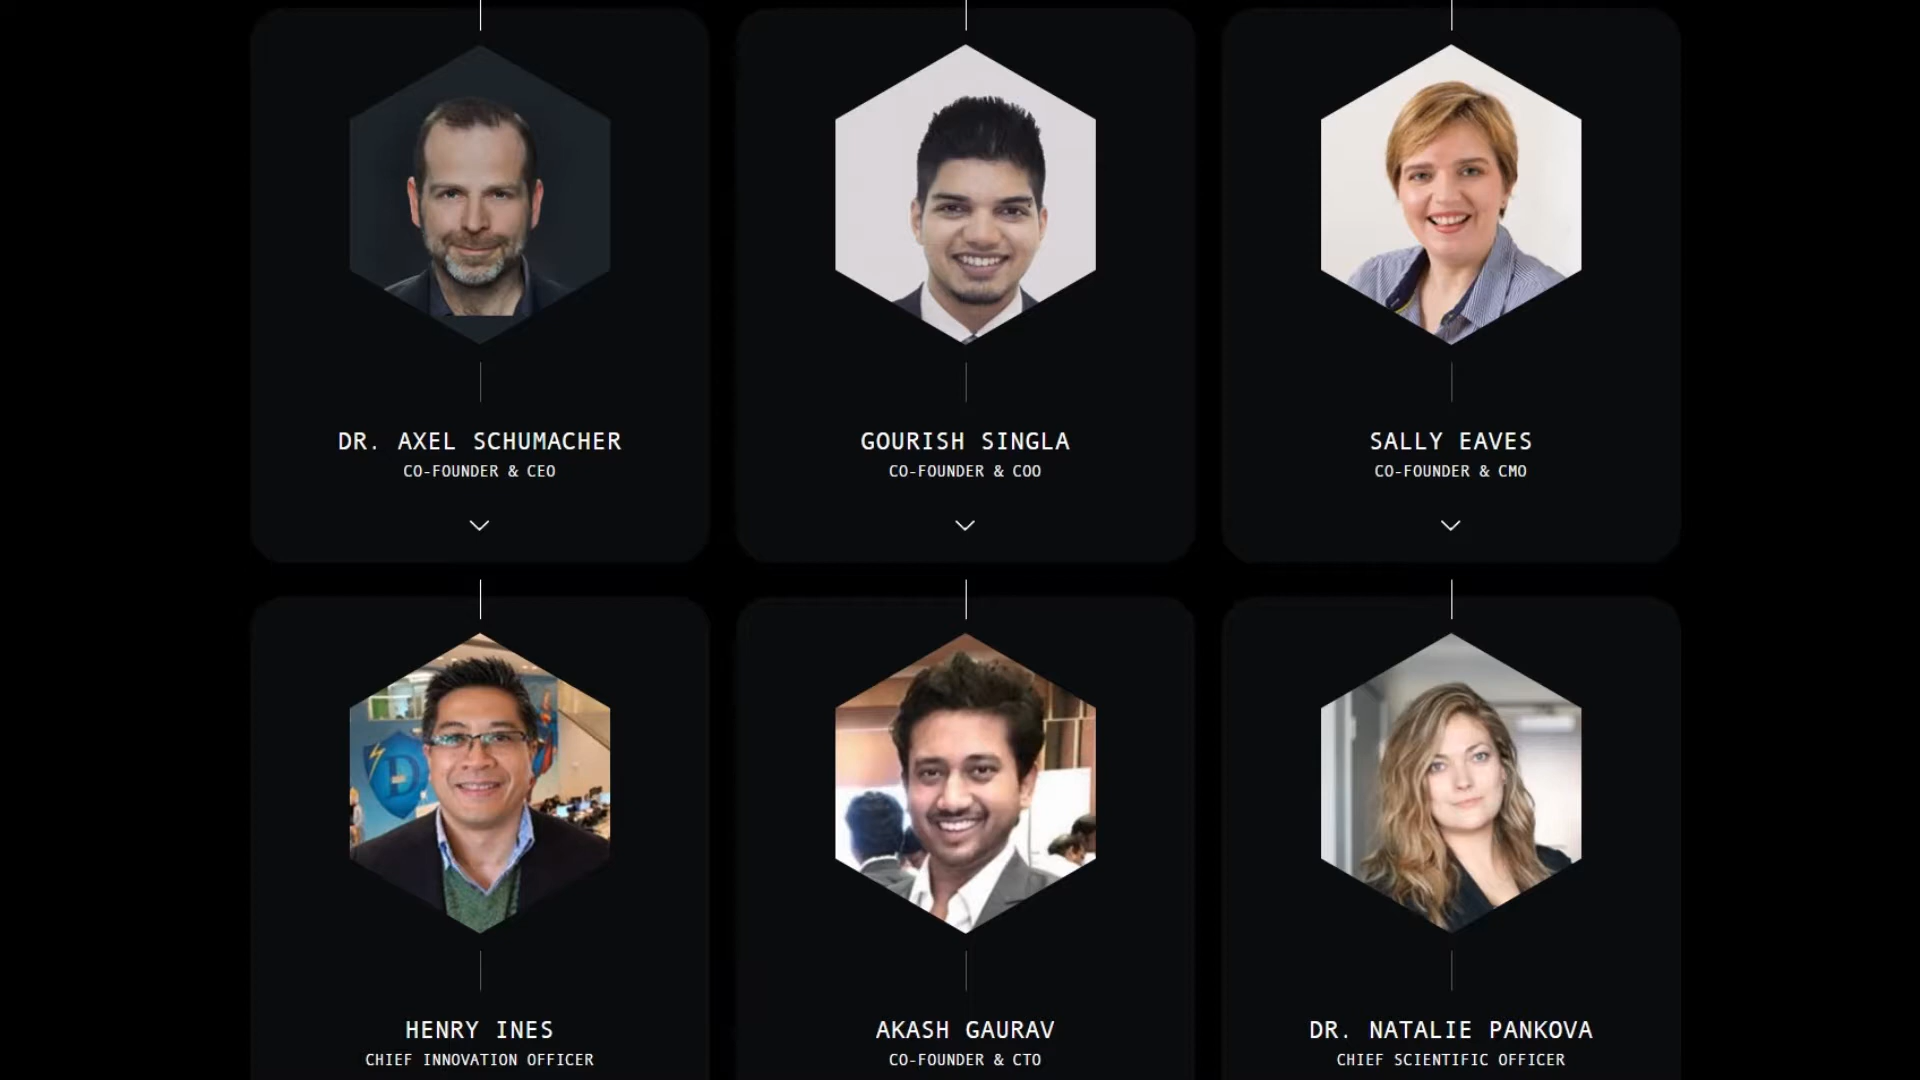 DR. AXEL SCHUMACHER
CO-FOUNDER & CEO
GOURISH SINGLA
CO-FOUNDER & COO
SALLY EAVES
CO-FOUNDER & CMO
D
HENRY INES
CHIEF INNOVATION OFFICER
AKASH GAURAV
CO-FOUNDER & CTO
DR. NATALIE PANKOVA
CHIEF SCIENTIFIC OFFICER